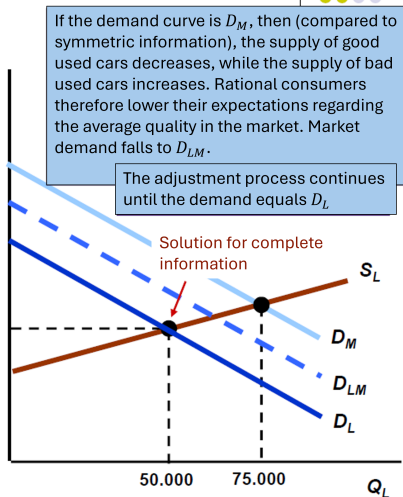 If the demand curve is D_M, then (compared to
symmetric information), the supply of good
used cars decreases, while the supply of bad
used cars increases. Rational consumers
therefore lower their expectations regarding
the average quality in the market. Market
demand falls to D_LM.
The adjustment process continues
until the demand equals D_L
Solution for complete
information
S_L
D_M
D_LM
D_L
50.000
75.000
Q_L